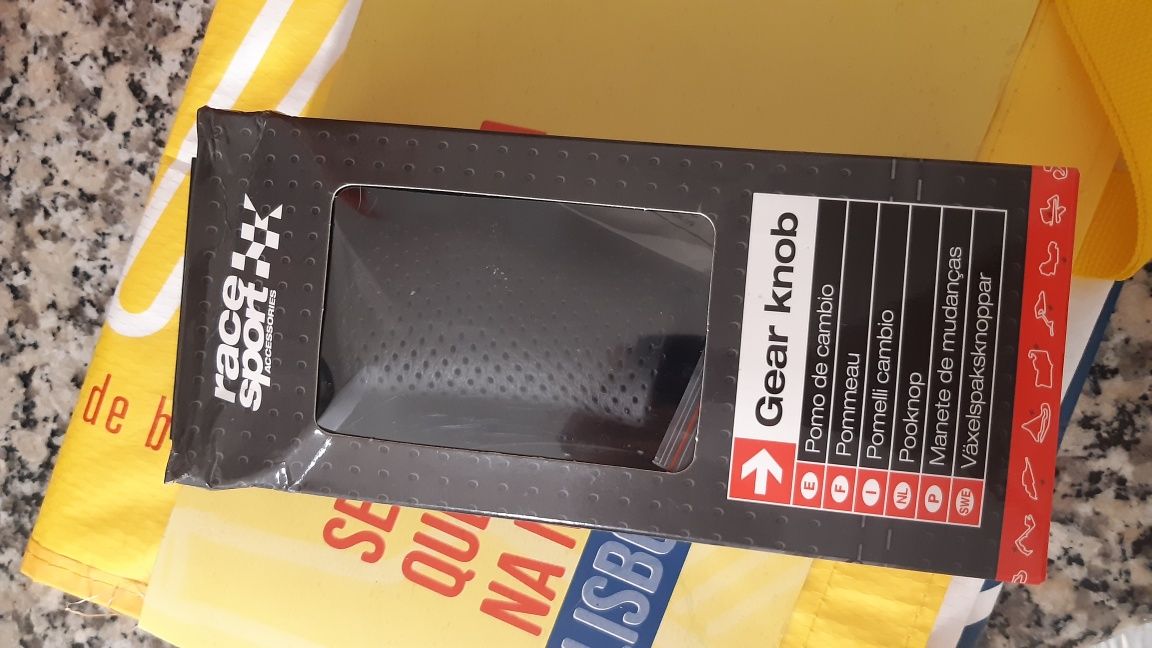 race
sport
ACCESSORIES
Gear knob
E Pomo de cambio
F Pommeau
I Pomelli cambio
NL Pooknop
P Manete de mudanças
SWE Växelspaksknoppar
de b
SE
QUE
NA
LISBO